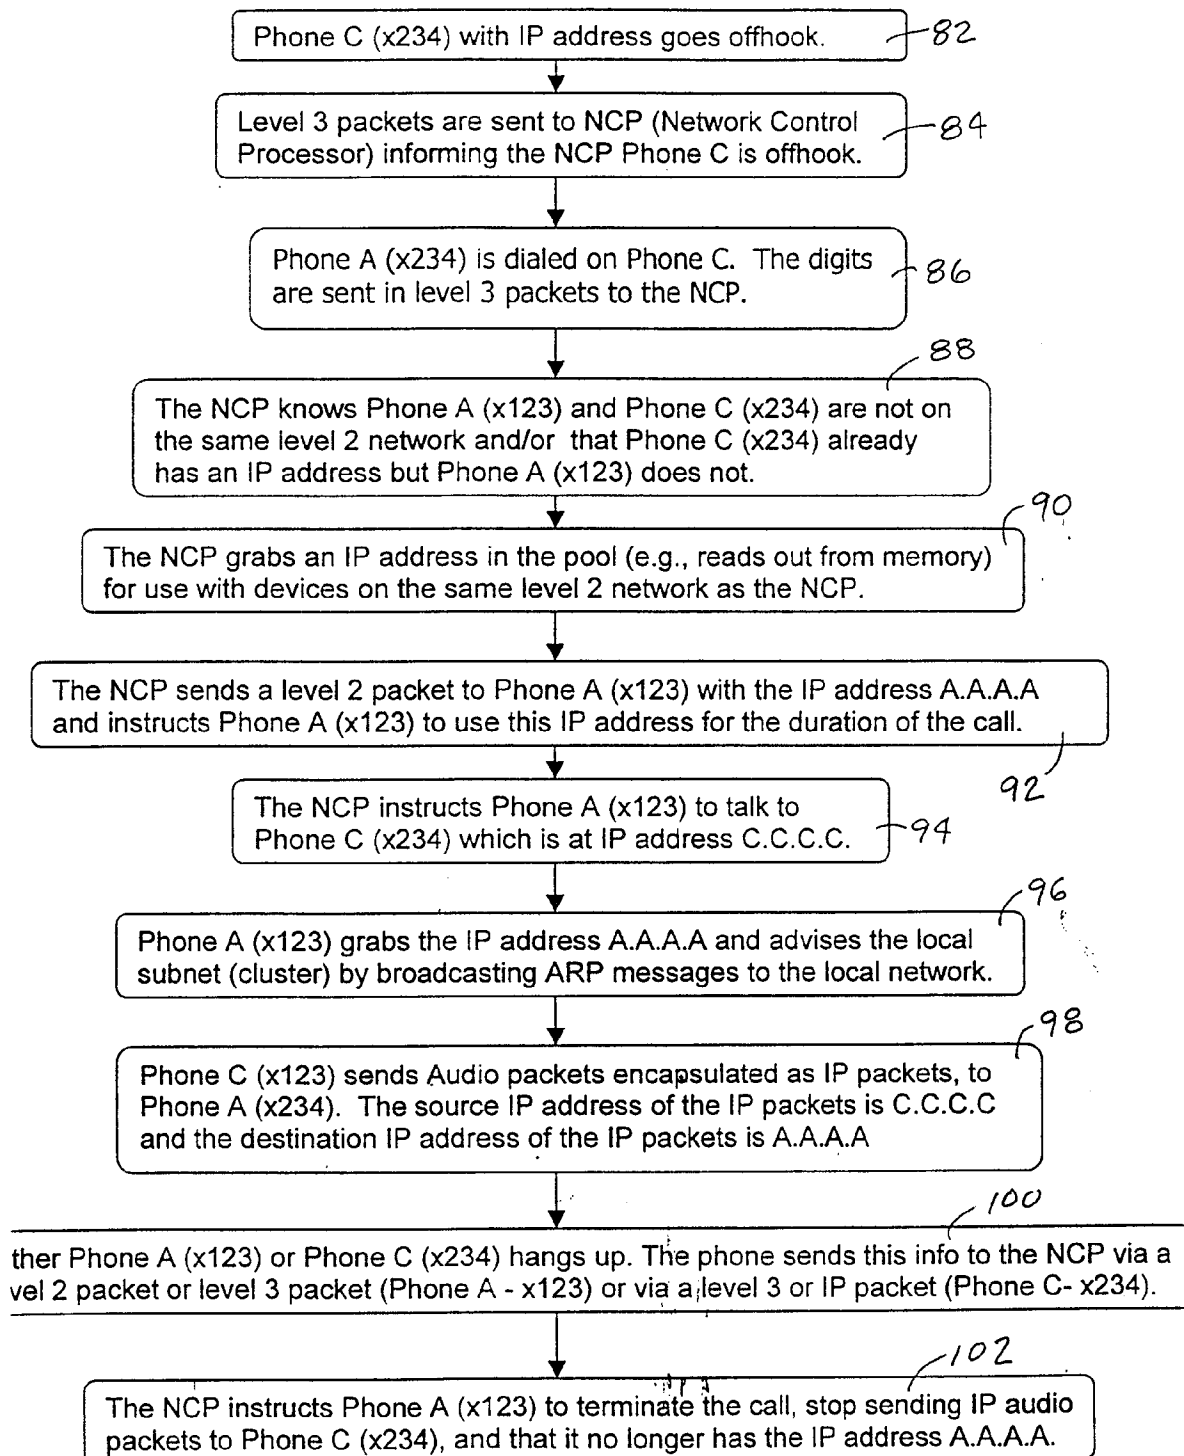 Phone C (x234) with IP address goes offhook.
82
Level 3 packets are sent to NCP (Network Control
Processor) informing the NCP Phone C is offhook.
84
Phone A (x234) is dialed on Phone C. The digits
are sent in level 3 packets to the NCP.
86
88
The NCP knows Phone A (x123) and Phone C (x234) are not on
the same level 2 network and/or that Phone C (x234) already
has an IP address but Phone A (x123) does not.
90
The NCP grabs an IP address in the pool (e.g., reads out from memory)
for use with devices on the same level 2 network as the NCP.
The NCP sends a level 2 packet to Phone A (x123) with the IP address A.A.A.A
and instructs Phone A (x123) to use this IP address for the duration of the call.
92
The NCP instructs Phone A (x123) to talk to
Phone C (x234) which is at IP address C.C.C.C.
94
96
Phone A (x123) grabs the IP address A.A.A.A and advises the local
subnet (cluster) by broadcasting ARP messages to the local network.
98
Phone C (x123) sends Audio packets encapsulated as IP packets, to
Phone A (x234). The source IP address of the IP packets is C.C.C.C
and the destination IP address of the IP packets is A.A.A.A
100
ther Phone A (x123) or Phone C (x234) hangs up. The phone sends this info to the NCP via a
vel 2 packet or level 3 packet (Phone A - x123) or via a level 3 or IP packet (Phone C- x234).
102
The NCP instructs Phone A (x123) to terminate the call, stop sending IP audio
packets to Phone C (x234), and that it no longer has the IP address A.A.A.A.